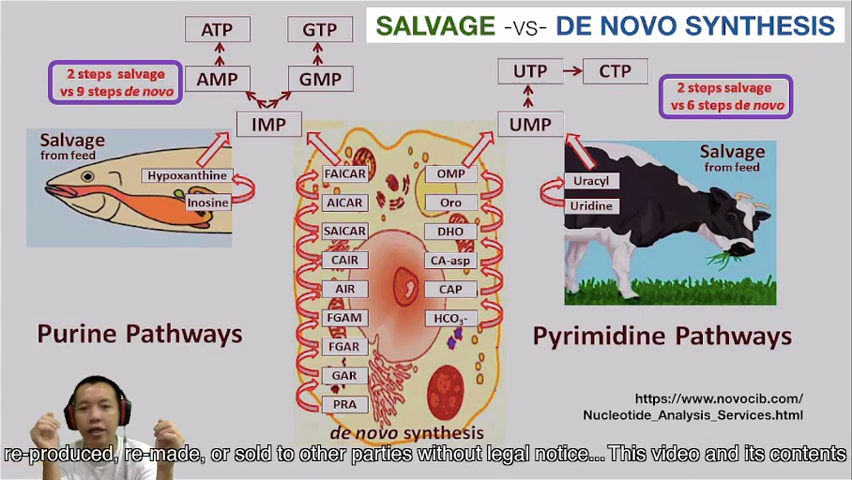 SALVAGE -VS- DE NOVO SYNTHESIS
ATP
GTP
AMP
GMP
IMP
2 steps salvage
vs 9 steps de novo
UTP
CTP
UMP
2 steps salvage
vs 6 steps de novo
Salvage
from feed
Hypoxanthine
Inosine
FAICAR
AICAR
SAICAR
CAIR
AIR
FGAM
FGAR
GAR
PRA
OMP
Oro
DHO
CA-asp
CAP
HCO3-
Uracyl
Uridine
Salvage
from feed
Purine Pathways
Pyrimidine Pathways
de novo synthesis
https://www.novocib.com/
Nucleotide_Analysis_Services.html
re-produced, re-made, or sold to other parties without legal notice... This video and its contents